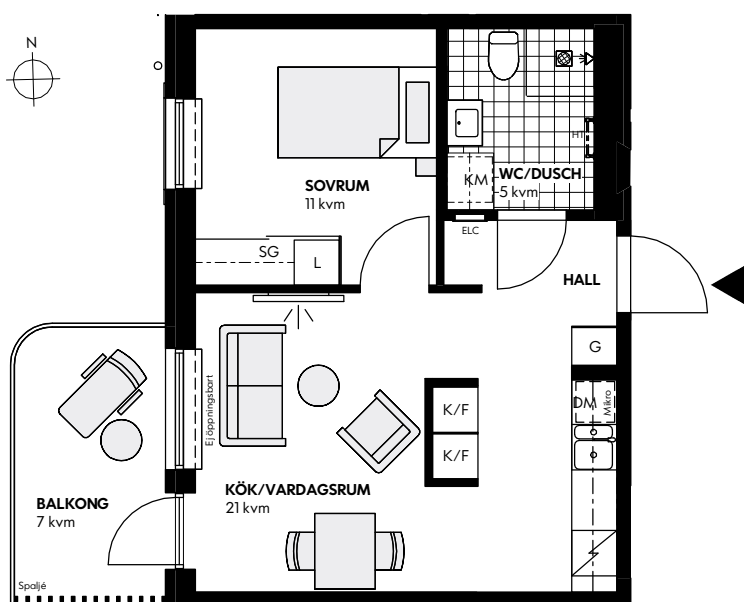 N
HT
KM
WC/DUSCH
5 kvm
SOVRUM
11 kvm
ELC
SG
L
HALL
G
DM
Mikro
Ej öppningsbart
K/F
K/F
KÖK/VARDAGSRUM
21 kvm
BALKONG
7 kvm
Spaljé